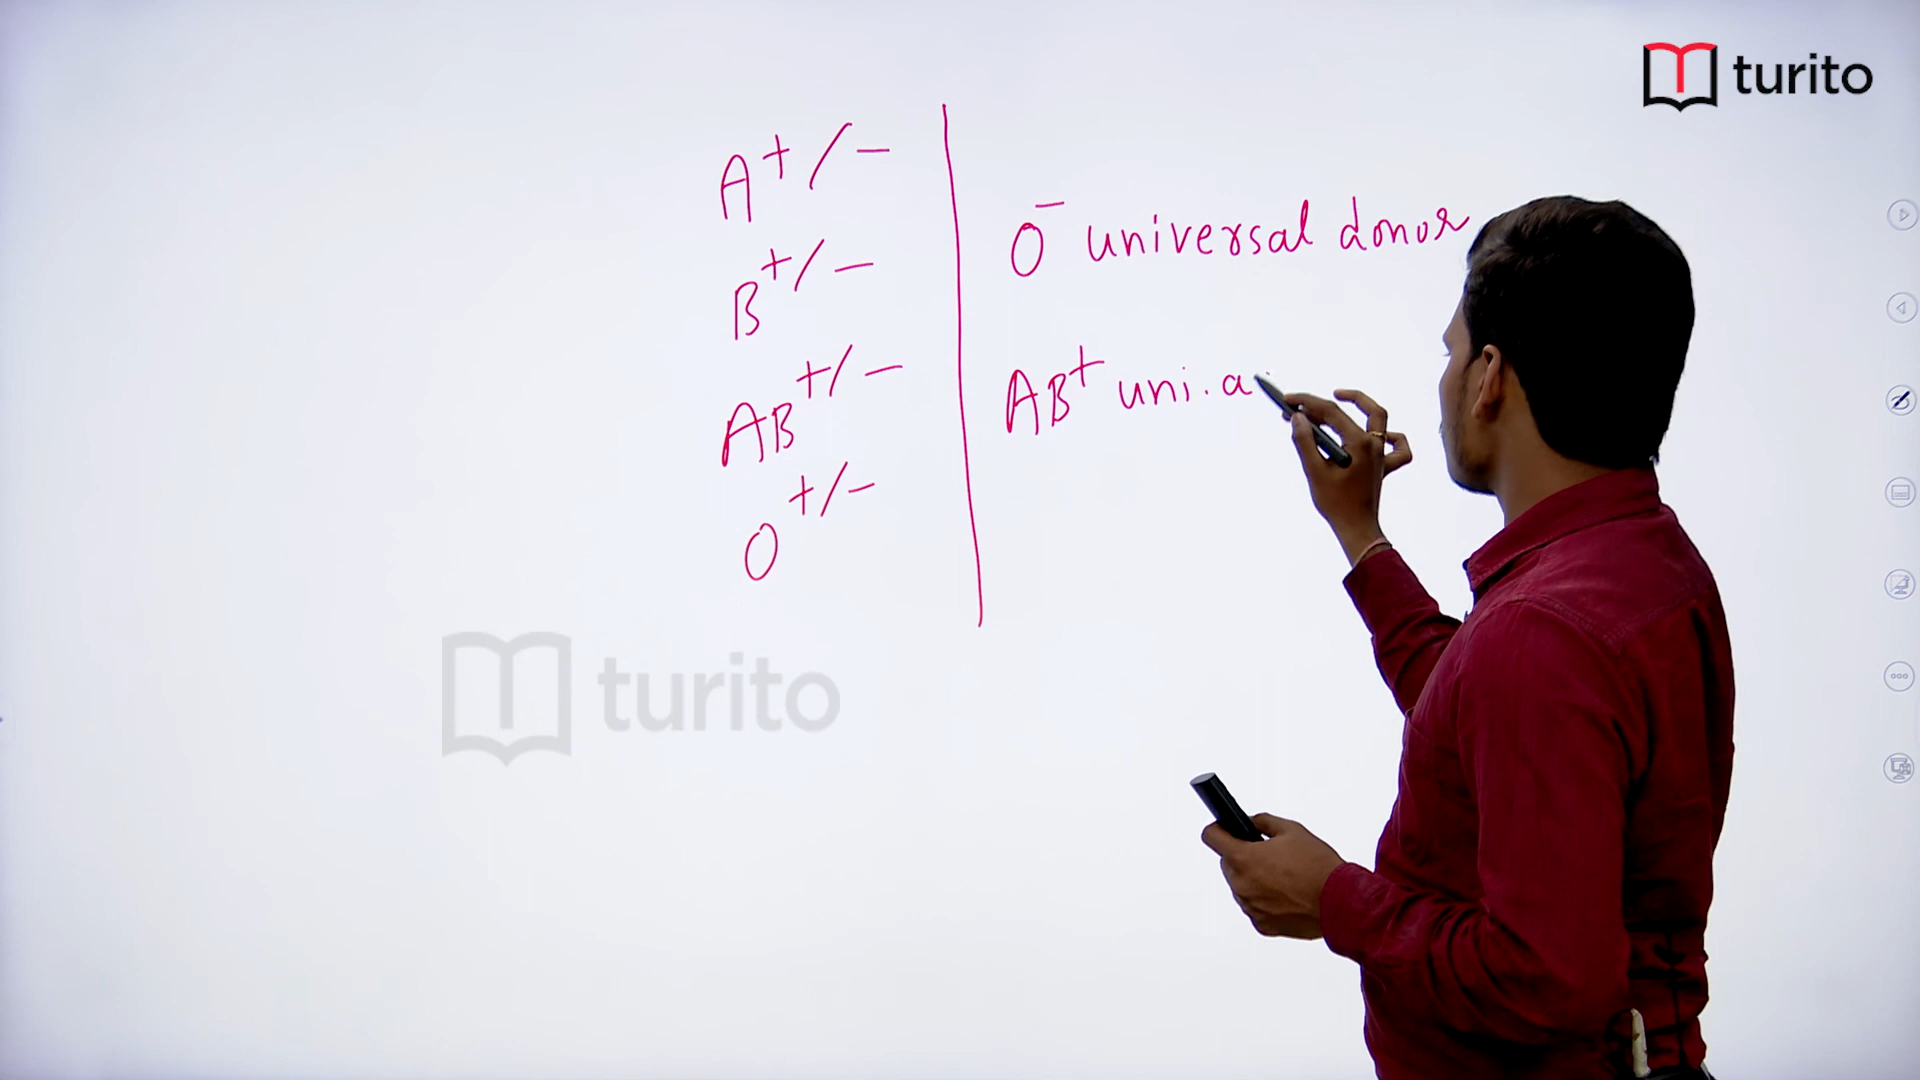 turito
A+/-
B+/-
AB+/-
O+/-
O- universal donor
AB+ uni. a
turito